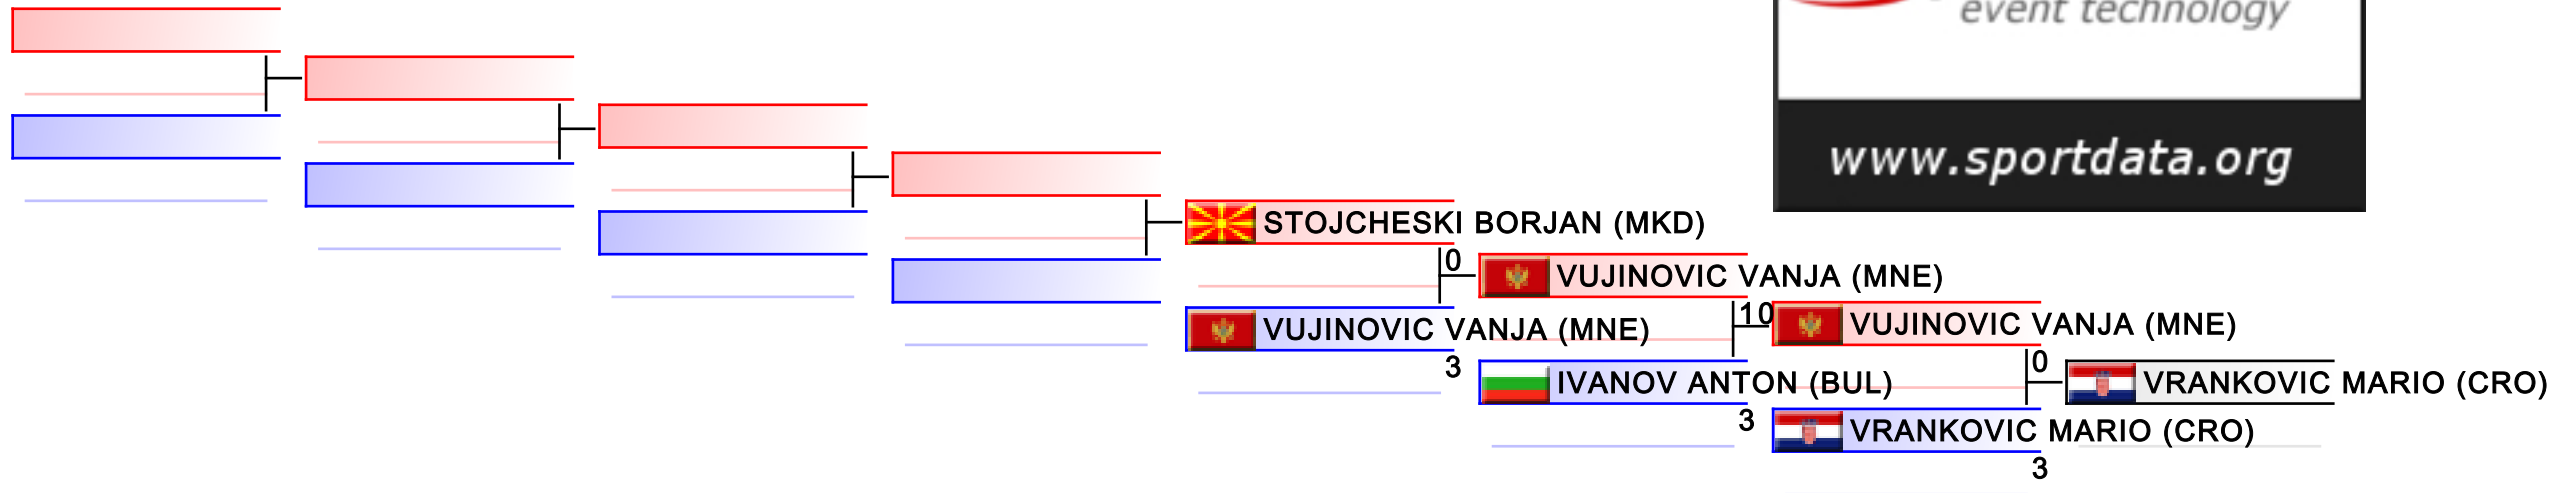 event technology
www.sportdata.org
STOJCHESKI BORJAN (MKD)
0
VUJINOVIC VANJA (MNE)
VUJINOVIC VANJA (MNE)
3
10
VUJINOVIC VANJA (MNE)
IVANOV ANTON (BUL)
3
0
VRANKOVIC MARIO (CRO)
VRANKOVIC MARIO (CRO)
3